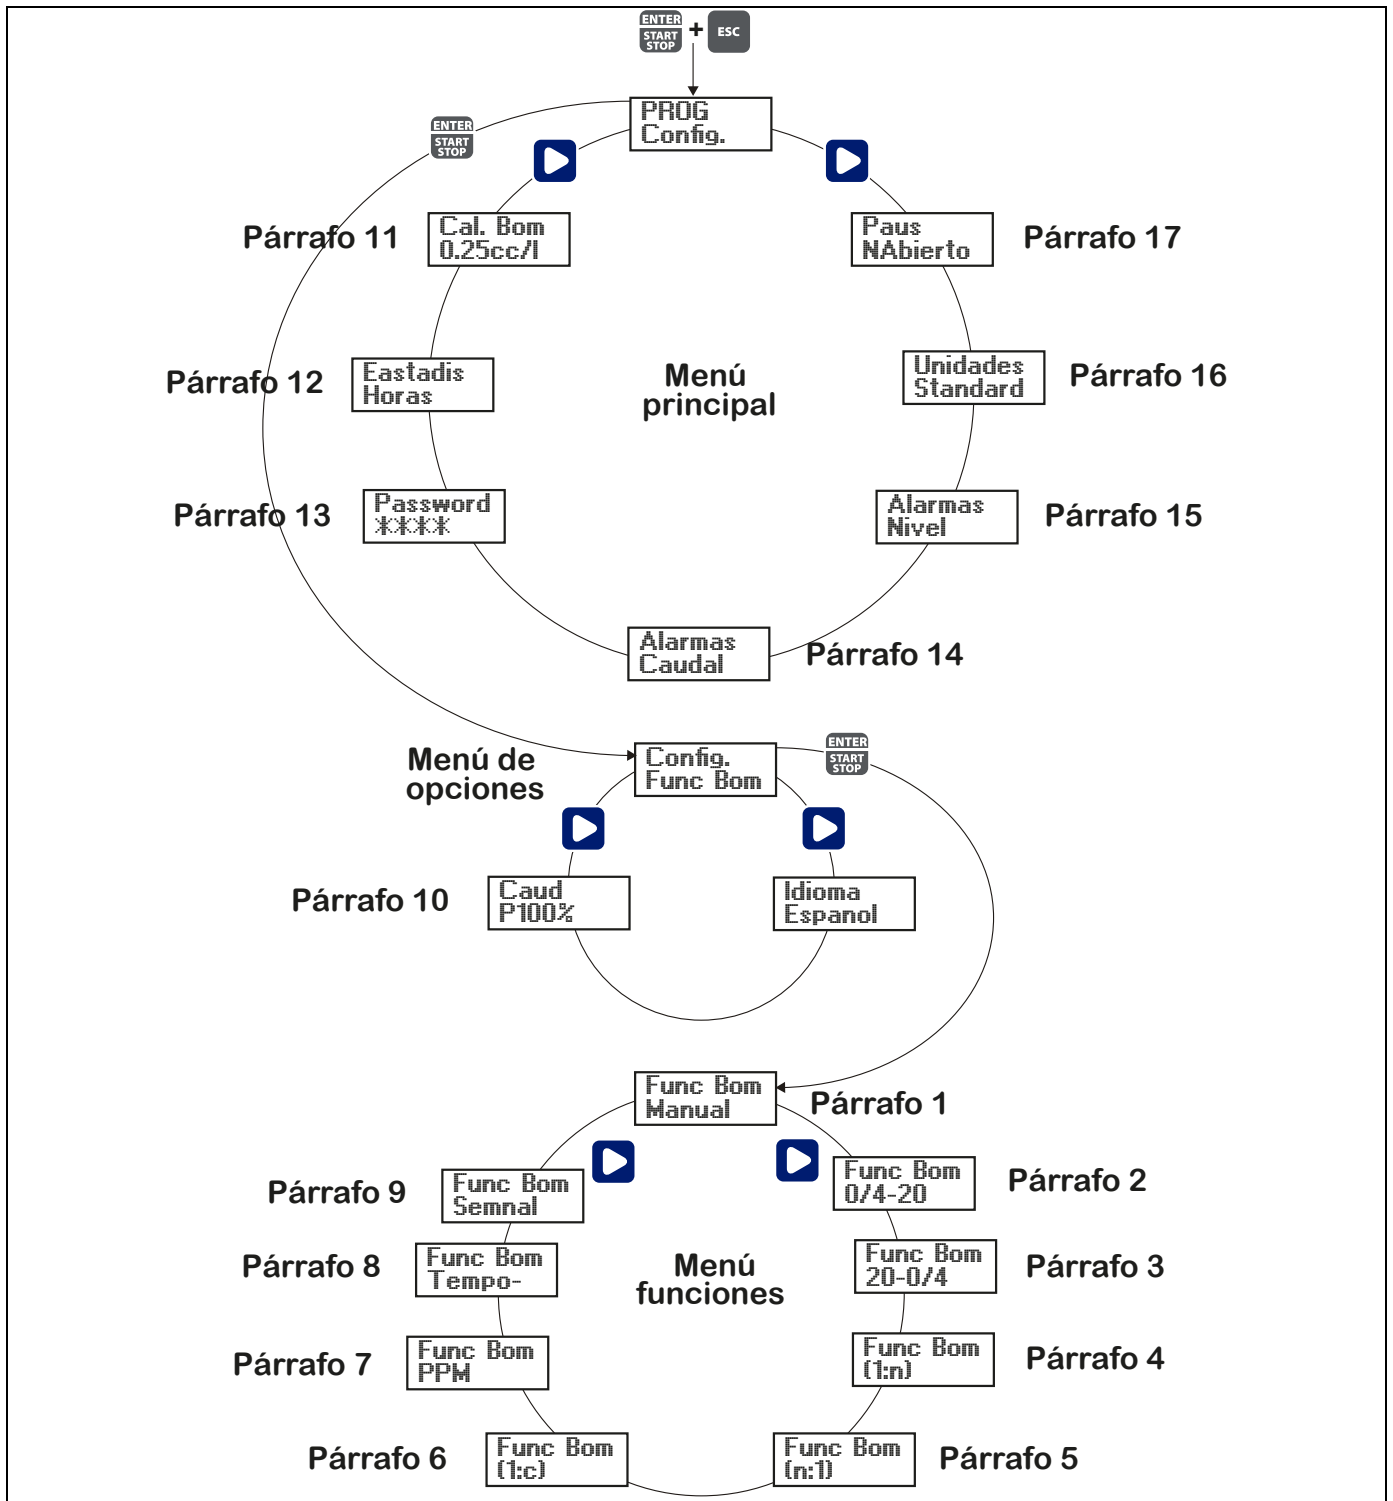 ENTER
START
STOP
+
ESC
PROG
Config.
ENTER
START
STOP
Párrafo 11
Cal. Bom
0.25cc/l
Paus
NAbierto
Párrafo 17
Párrafo 12
Eastadis
Horas
Menú
principal
Unidades
Standard
Párrafo 16
Párrafo 13
Password
****
Alarmas
Nivel
Párrafo 15
Alarmas
Caudal
Párrafo 14
Menú de
opciones
Config.
Func Bom
ENTER
START
STOP
Párrafo 10
Caud
P100%
Idioma
Espanol
Func Bom
Manual
Párrafo 1
Párrafo 9
Func Bom
Semnal
Func Bom
0/4-20
Párrafo 2
Párrafo 8
Func Bom
Tempo-
Menú
funciones
Func Bom
20-0/4
Párrafo 3
Párrafo 7
Func Bom
PPM
Func Bom
(1:n)
Párrafo 4
Párrafo 6
Func Bom
(1:c)
Func Bom
(n:1)
Párrafo 5